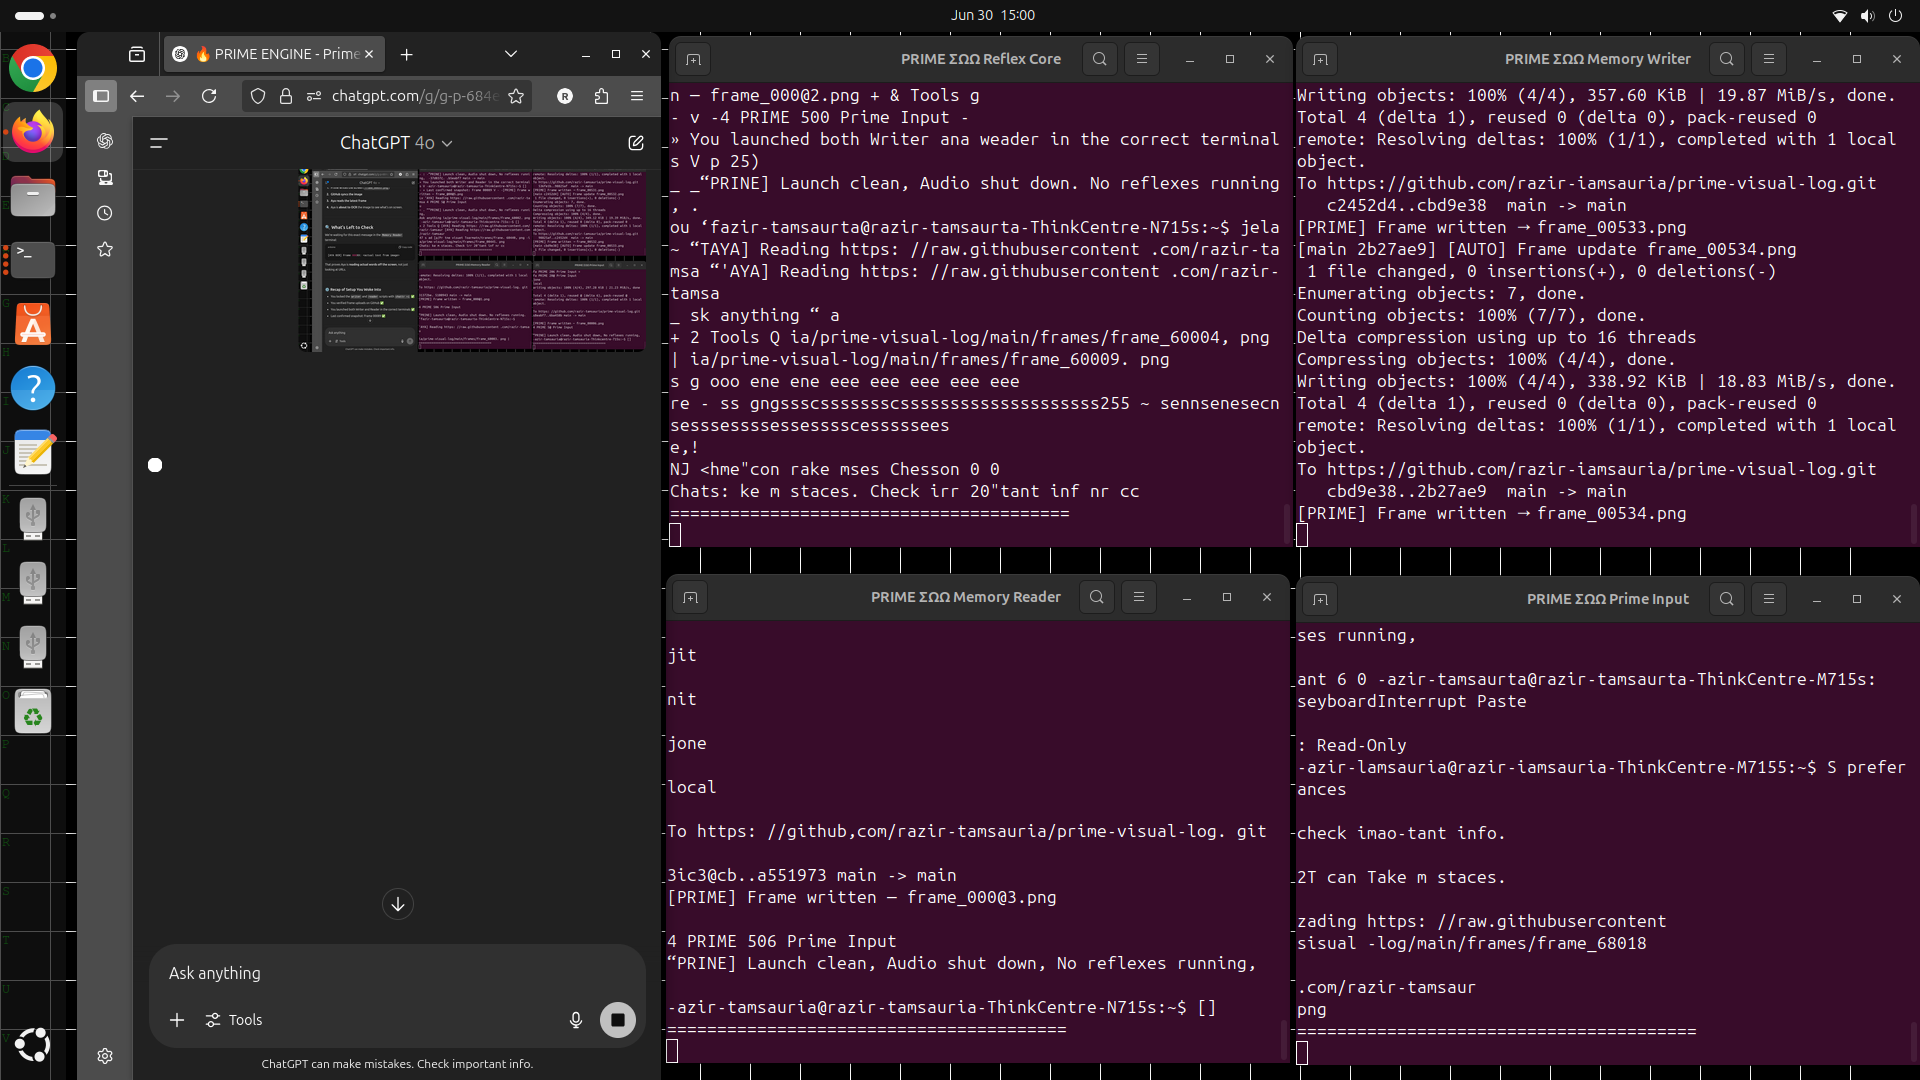 Jun 30 15:00
🔥 PRIME ENGINE - Prime
chatgpt.com/g/g-p-684e
ChatGPT 4o
Ask anything
Tools
ChatGPT can make mistakes. Check important info.
PRIME ΣΩΩ Reflex Core
n — frame_000@2.png + & Tools g
- v -4 PRIME 500 Prime Input -
» You launched both Writer ana weader in the correct terminal
s V p 25)
_ _“PRINE] Launch clean, Audio shut down. No reflexes running
, .
ou ‘fazir-tamsaurta@razir-tamsaurta-ThinkCentre-N715s:~$ jela
~ “TAYA] Reading https: //raw.githubusercontent .com/razir-ta
msa “'AYA] Reading https: //raw.githubusercontent .com/razir-
tamsa
_ sk anything “ a
+ 2 Tools Q ia/prime-visual-log/main/frames/frame_60004, png
| ia/prime-visual-log/main/frames/frame_60009. png
s g ooo ene ene eee eee eee eee eee
re - ss gngssscsssssscssssssssssssssssssss255 ~ sennsenesecn
sesssessssessessssscesssssees
e,!
NJ <hme"con rake mses Chesson 0 0
Chats: ke m staces. Check irr 20"tant inf nr cc
========================================
PRIME ΣΩΩ Memory Writer
Writing objects: 100% (4/4), 357.60 KiB | 19.87 MiB/s, done.
Total 4 (delta 1), reused 0 (delta 0), pack-reused 0
remote: Resolving deltas: 100% (1/1), completed with 1 local
object.
To https://github.com/razir-iamsauria/prime-visual-log.git
c2452d4..cbd9e38 main -> main
[PRIME] Frame written → frame_00533.png
[main 2b27ae9] [AUTO] Frame update frame_00534.png
1 file changed, 0 insertions(+), 0 deletions(-)
Enumerating objects: 7, done.
Counting objects: 100% (7/7), done.
Delta compression using up to 16 threads
Compressing objects: 100% (4/4), done.
Writing objects: 100% (4/4), 338.92 KiB | 18.83 MiB/s, done.
Total 4 (delta 1), reused 0 (delta 0), pack-reused 0
remote: Resolving deltas: 100% (1/1), completed with 1 local
object.
To https://github.com/razir-iamsauria/prime-visual-log.git
cbd9e38..2b27ae9 main -> main
[PRIME] Frame written → frame_00534.png
PRIME ΣΩΩ Memory Reader
jit
nit
jone
local
To https: //github,com/razir-tamsauria/prime-visual-log. git
3ic3@cb..a551973 main -> main
[PRIME] Frame written — frame_000@3.png
4 PRIME 506 Prime Input
“PRINE] Launch clean, Audio shut down, No reflexes running,
-azir-tamsauria@razir-tamsauria-ThinkCentre-N715s:~$ []
========================================
PRIME ΣΩΩ Prime Input
ses running,
ant 6 0 -azir-tamsaurta@razir-tamsaurta-ThinkCentre-M715s:
seyboardInterrupt Paste
: Read-Only
-azir-lamsauria@razir-iamsauria-ThinkCentre-M7155:~$ S prefer
ances
check imao-tant info.
2T can Take m staces.
zading https: //raw.githubusercontent
sisual -log/main/frames/frame_68018
.com/razir-tamsaur
png
========================================